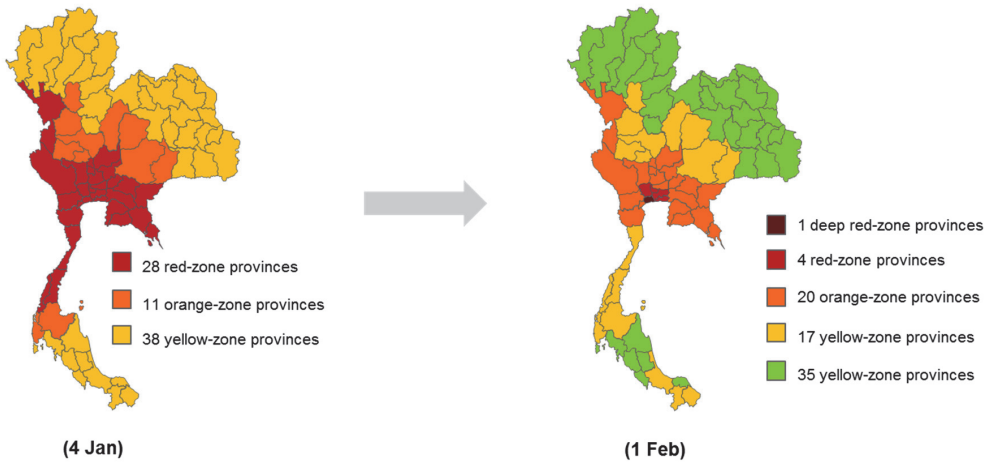 28 red-zone provinces
11 orange-zone provinces
38 yellow-zone provinces
(4 Jan)
1 deep red-zone provinces
4 red-zone provinces
20 orange-zone provinces
17 yellow-zone provinces
35 yellow-zone provinces
(1 Feb)